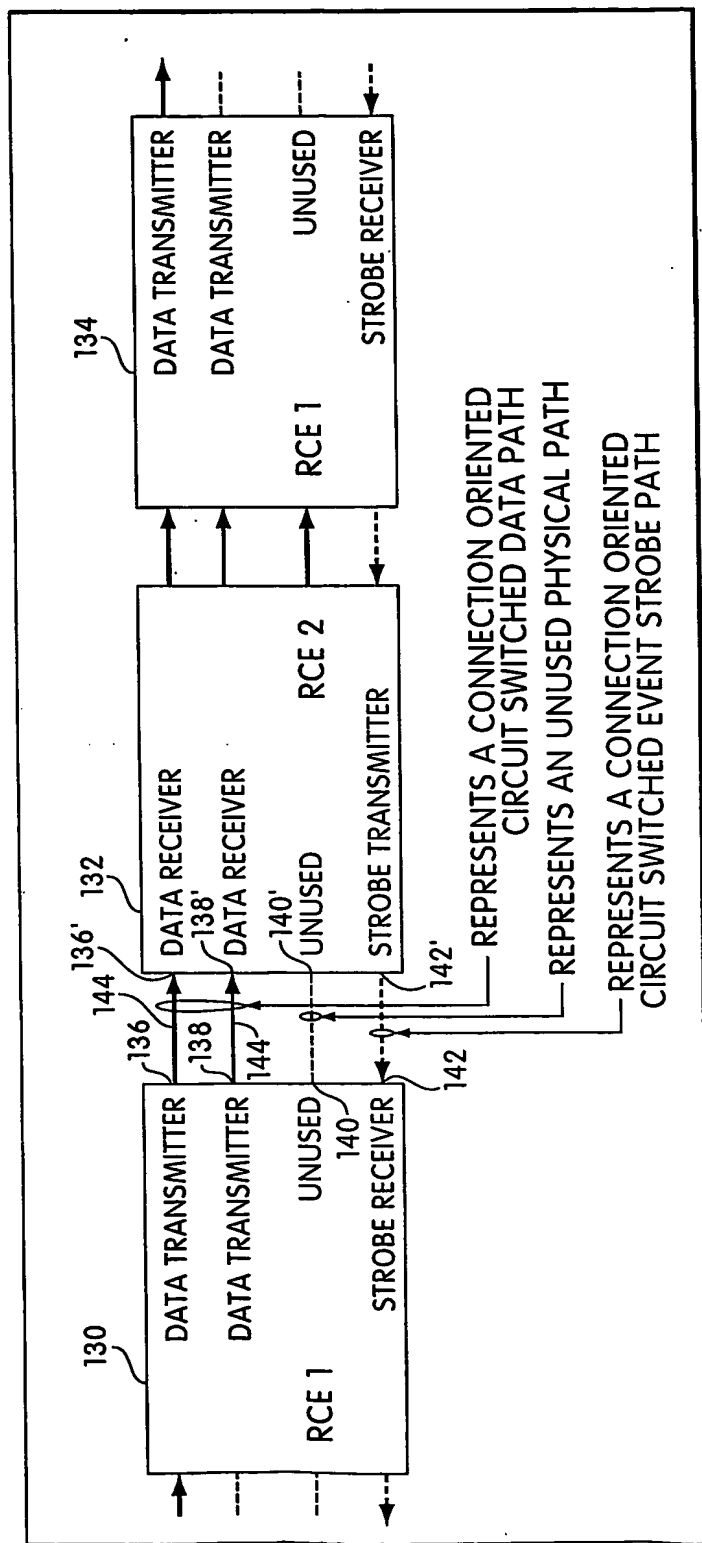 130
DATA TRANSMITTER
DATA TRANSMITTER
RCE 1
UNUSED
STROBE RECEIVER
136
138
140
142
144
144
136'
138'
140'
142'
132
DATA RECEIVER
DATA RECEIVER
UNUSED
RCE 2
STROBE TRANSMITTER
134
DATA TRANSMITTER
DATA TRANSMITTER
RCE 1
UNUSED
STROBE RECEIVER
REPRESENTS A CONNECTION ORIENTED
CIRCUIT SWITCHED DATA PATH
REPRESENTS AN UNUSED PHYSICAL PATH
REPRESENTS A CONNECTION ORIENTED
CIRCUIT SWITCHED EVENT STROBE PATH